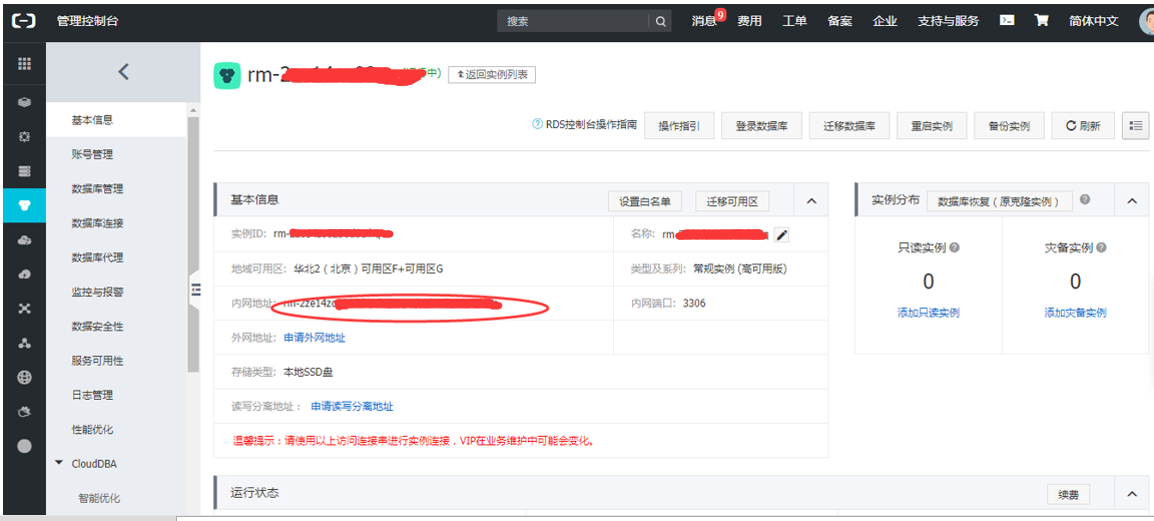 管理控制台 搜索 消息 9 费用 工单 备案 企业 支持与服务 简体中文
rm-2 中) 返回实例列表
RDS控制台操作指南 操作指引 登录数据库 迁移数据库 重启实例 备份实例 刷新
基本信息
账号管理
数据库管理
数据库连接
数据库代理
监控与报警
数据安全性
服务可用性
日志管理
性能优化
CloudDBA
智能优化
基本信息 设置白名单 迁移可用区
实例ID: rm- 名称: rm-
地域可用区: 华北2（北京）可用区F+可用区G 类型及系列: 常规实例 (高可用版)
内网地址: rm-2ze14zc 内网端口: 3306
外网地址: 申请外网地址
存储类型: 本地SSD盘
读写分离地址： 申请读写分离地址
温馨提示：请使用以上访问连接串进行实例连接，VIP在业务维护中可能会变化。
实例分布 数据库恢复（原克隆实例）
只读实例 灾备实例
0 0
添加只读实例 添加灾备实例
运行状态 续费